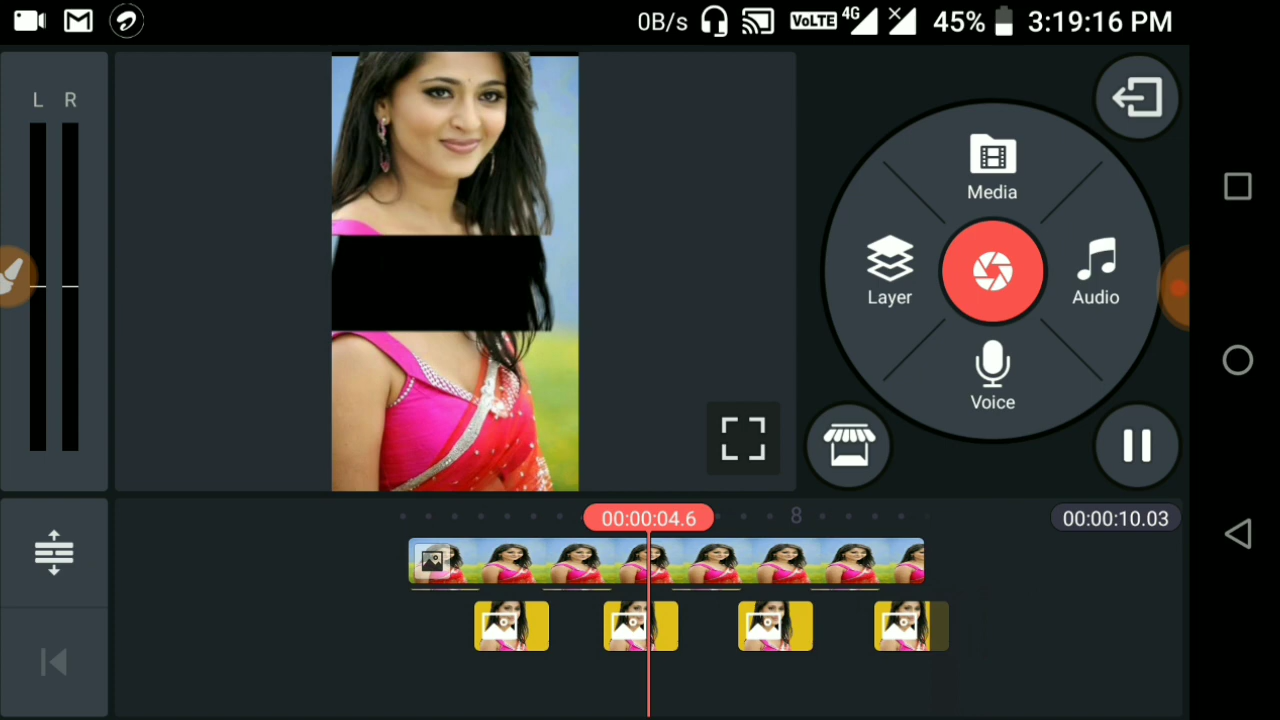 0B/s VoLTE 4G 45% 3:19:16 PM
L R
Media
Layer
Audio
Voice
00:00:04.6
8
00:00:10.03